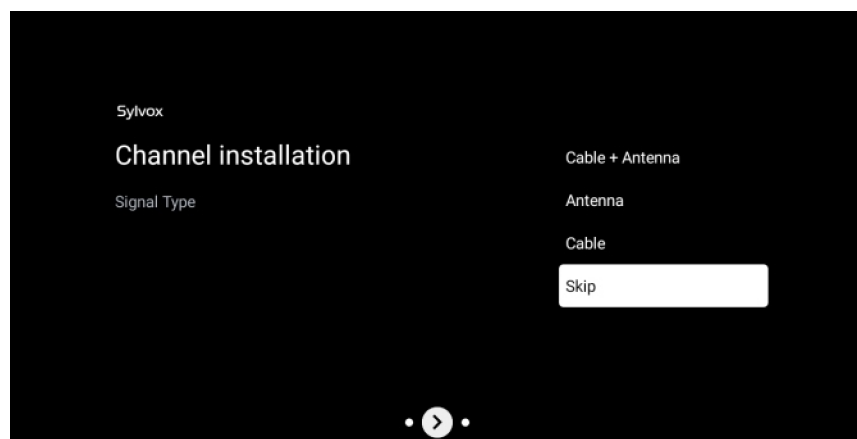 Sylvox
Channel installation
Signal Type
Cable + Antenna
Antenna
Cable
Skip